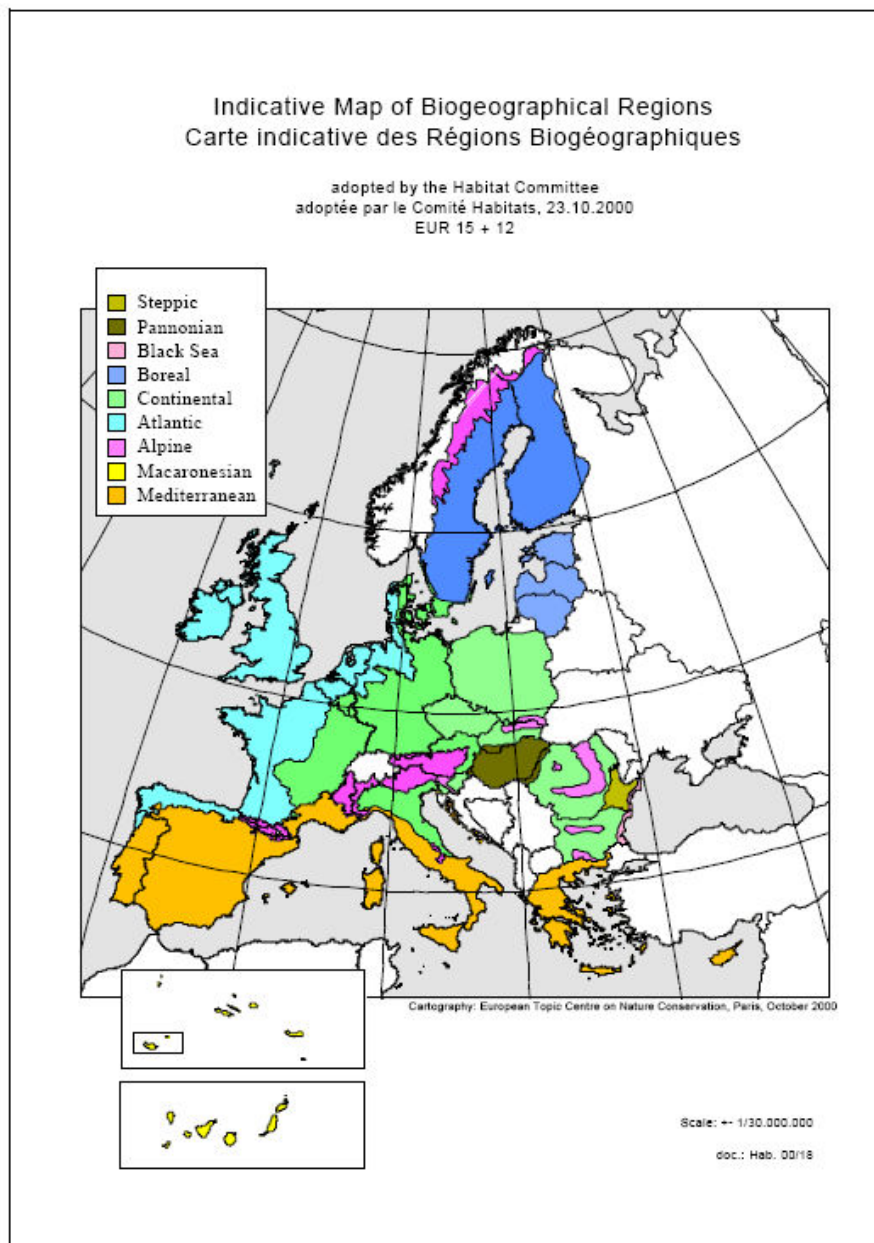 Indicative Map of Biogeographical Regions
Carte indicative des Régions Biogéographiques
adopted by the Habitat Committee
adoptée par le Comité Habitats, 23.10.2000
EUR 15 + 12
Steppic
Pannonian
Black Sea
Boreal
Continental
Atlantic
Alpine
Macaronesian
Mediterranean
Cartography: European Topic Centre on Nature Conservation, Paris, October 2000
Scale: +- 1/30.000.000
doc.: Hab. 00/18